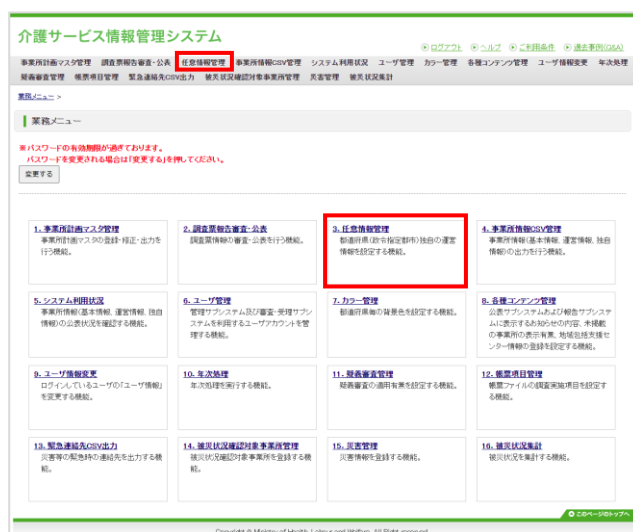 介護サービス情報管理システム
ログアウト ヘルプ ご利用条件 過去事例(Q&A)
事業所計画マスタ管理 調査票報告審査・公表 任意情報管理 事業所情報CSV管理 システム利用状況 ユーザ管理 カラー管理 各種コンテンツ管理 ユーザ情報変更 年次処理
疑義審査管理 帳票項目管理 緊急連絡先CSV出力 被災状況確認対象事業所管理 災害管理 被災状況集計
業務メニュー >
業務メニュー
※パスワードの有効期限が過ぎております。
パスワードを変更される場合は「変更する」を押してください。
変更する
1. 事業所計画マスタ管理
事業所計画マスタの登録・修正・出力を
行う機能。
2. 調査票報告審査・公表
調査票情報の審査・公表を行う機能。
3. 任意情報管理
都道府県(政令指定都市)独自の運営
情報を設定する機能。
4. 事業所情報CSV管理
事業所情報(基本情報、運営情報、独自
情報)の出力を行う機能。
5. システム利用状況
事業所情報(基本情報、運営情報、独自
情報)の公表状況を確認する機能。
6. ユーザ管理
管理サブシステム及び審査・受理サブシ
ステムを利用するユーザアカウントを管
理する機能。
7. カラー管理
都道府県毎の背景色を設定する機能。
8. 各種コンテンツ管理
公表サブシステムおよび報告サブシステ
ムに表示するお知らせの内容、未掲載
の事業所の表示有無、地域包括支援セ
ンター情報の登録を設定する機能。
9. ユーザ情報変更
ログインしているユーザの「ユーザ情報」
を変更する機能。
10. 年次処理
年次処理を実行する機能。
11. 疑義審査管理
疑義審査の適用有無を設定する機能。
12. 帳票項目管理
帳票ファイルの調査実施項目を設定す
る機能。
13. 緊急連絡先CSV出力
災害等の緊急時の連絡先を出力する機
能。
14. 被災状況確認対象事業所管理
被災状況確認対象事業所を登録する機
能。
15. 災害管理
災害情報を登録する機能。
16. 被災状況集計
被災状況を集計する機能。
このページのトップへ
Copyright © Ministry of Health, Labour and Welfare. All Right reserved.